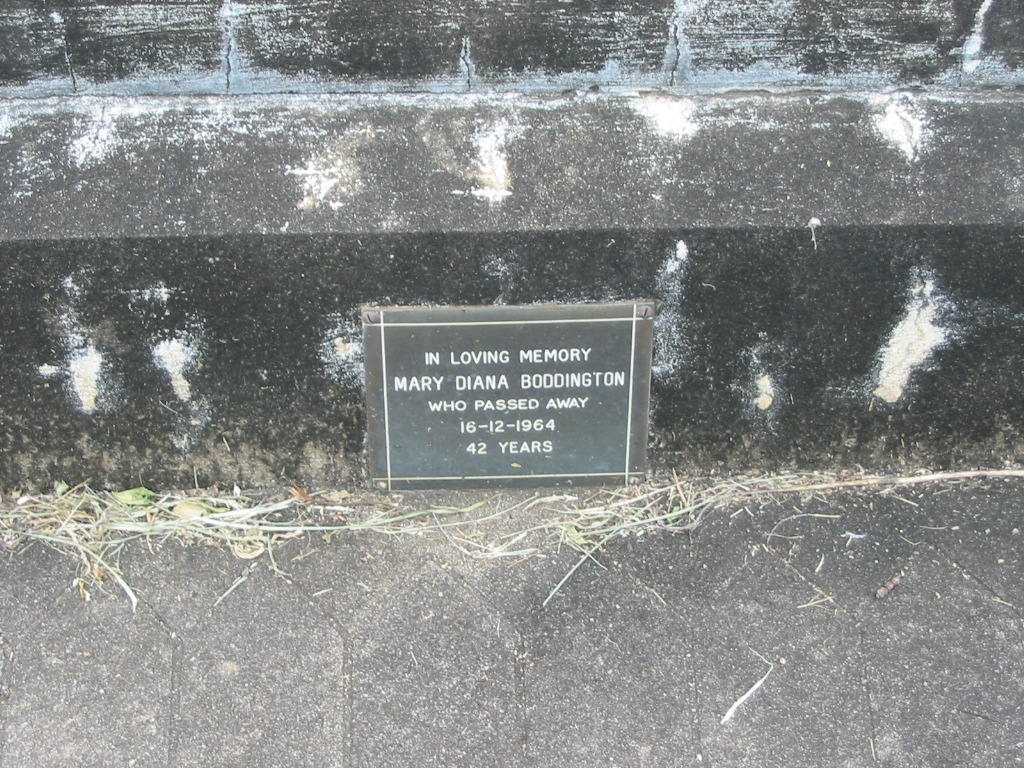 IN LOVING MEMORY
MARY DIANA BODDINGTON
WHO PASSED AWAY
16-12-1964
42 YEARS